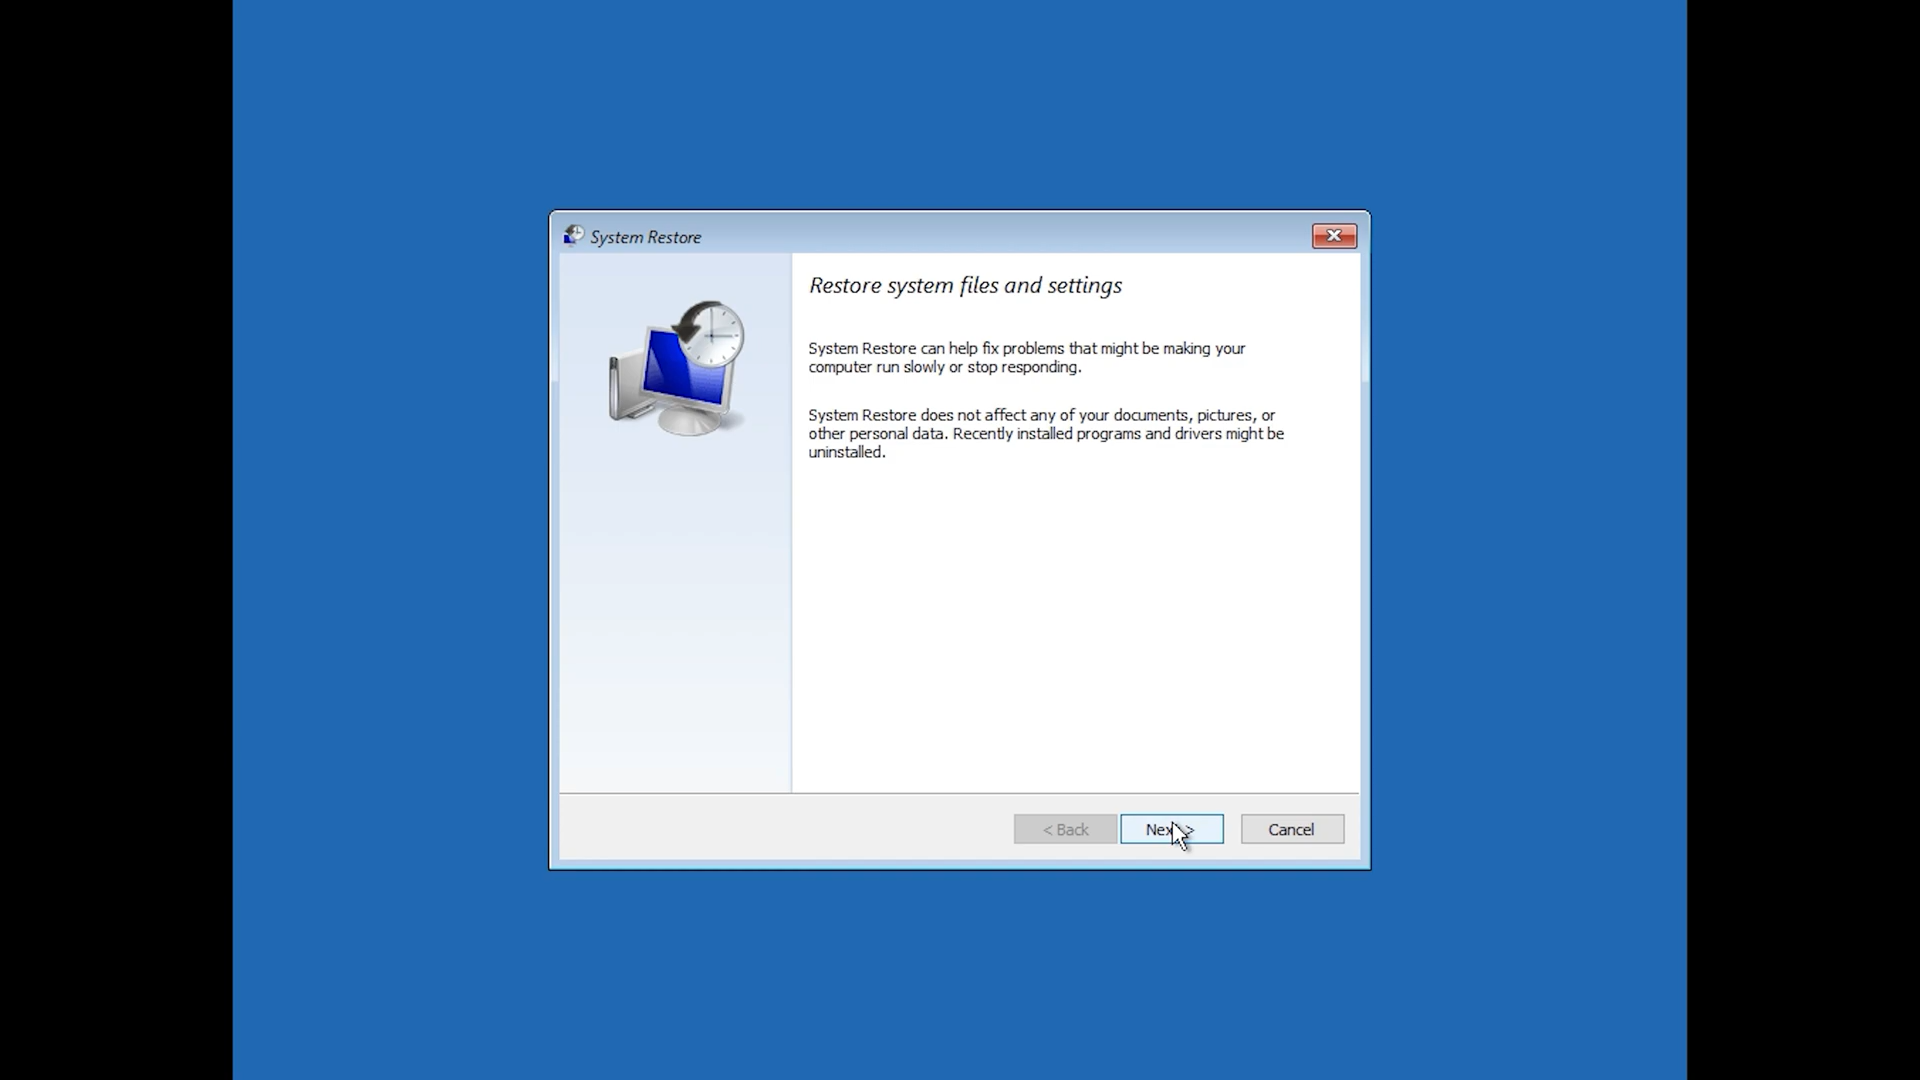 System Restore
Restore system files and settings
System Restore can help fix problems that might be making your
computer run slowly or stop responding.
System Restore does not affect any of your documents, pictures, or
other personal data. Recently installed programs and drivers might be
uninstalled.
< Back
Next >
Cancel